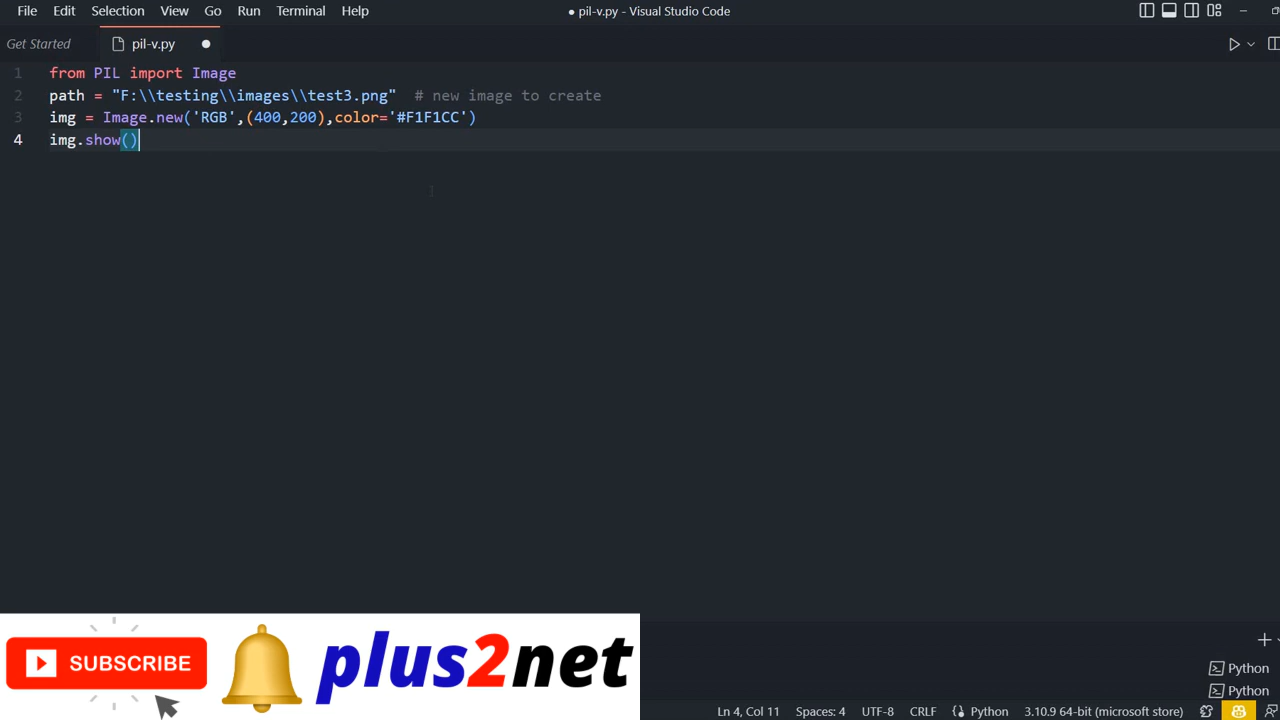 File Edit Selection View Go Run Terminal Help
● pil-v.py - Visual Studio Code
Get Started pil-v.py
1 from PIL import Image
2 path = "F:\\testing\\images\\test3.png" # new image to create
3 img = Image.new('RGB',(400,200),color='#F1F1CC')
4 img.show()
SUBSCRIBE
plus2net
Python
Python
Ln 4, Col 11 Spaces: 4 UTF-8 CRLF Python 3.10.9 64-bit (microsoft store)